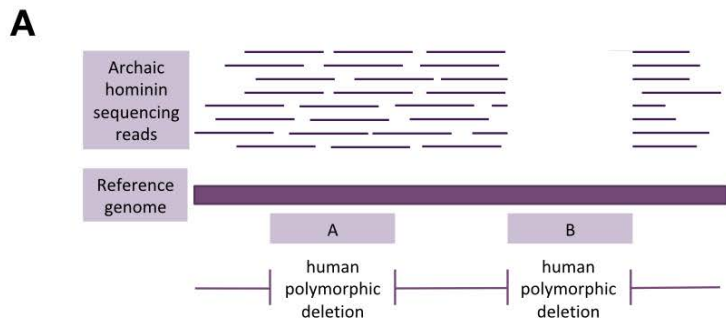 A
Archaic
hominin
sequencing
reads
Reference
genome
A
B
human
polymorphic
deletion
human
polymorphic
deletion